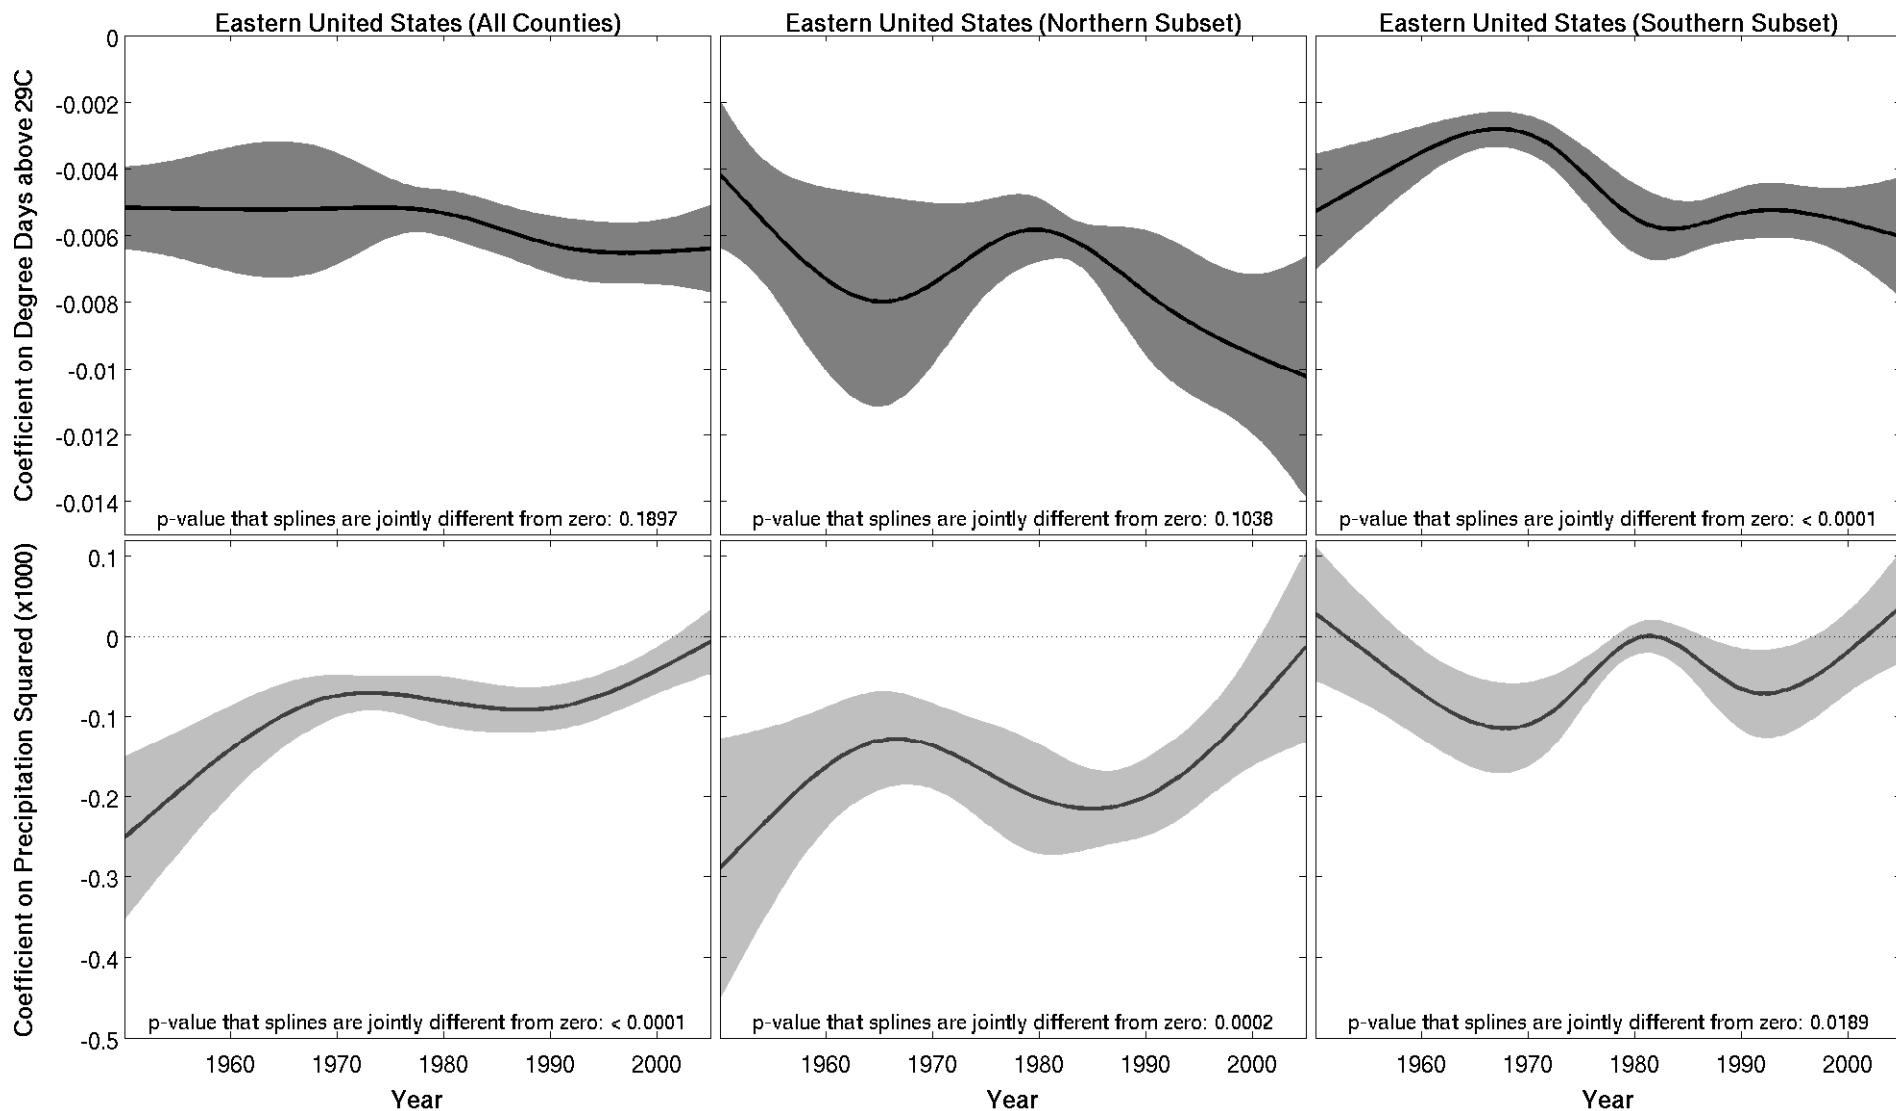 Eastern United States (All Counties)
Eastern United States (Northern Subset)
Eastern United States (Southern Subset)
Coefficient on Degree Days above 29C
0
-0.002
-0.004
-0.006
-0.008
-0.01
-0.012
-0.014
p-value that splines are jointly different from zero: 0.1897
p-value that splines are jointly different from zero: 0.1038
p-value that splines are jointly different from zero: < 0.0001
Coefficient on Precipitation Squared (x1000)
0.1
0
-0.1
-0.2
-0.3
-0.4
-0.5
p-value that splines are jointly different from zero: < 0.0001
p-value that splines are jointly different from zero: 0.0002
p-value that splines are jointly different from zero: 0.0189
1960 1970 1980 1990 2000
1960 1970 1980 1990 2000
1960 1970 1980 1990 2000
Year
Year
Year